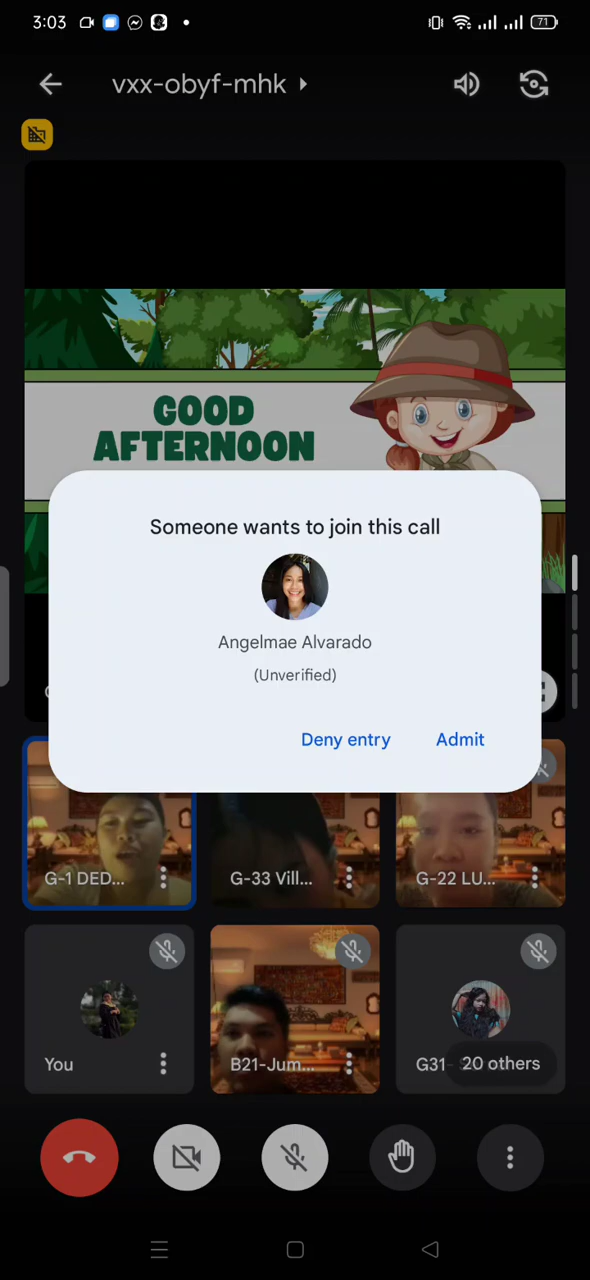 3:03
71
vxx-obyf-mhk
GOOD
AFTERNOON
Someone wants to join this call
Angelmae Alvarado
(Unverified)
Deny entry
Admit
G-1 DED...
G-33 Vill...
G-22 LU...
You
B21-Jum...
G31-
20 others